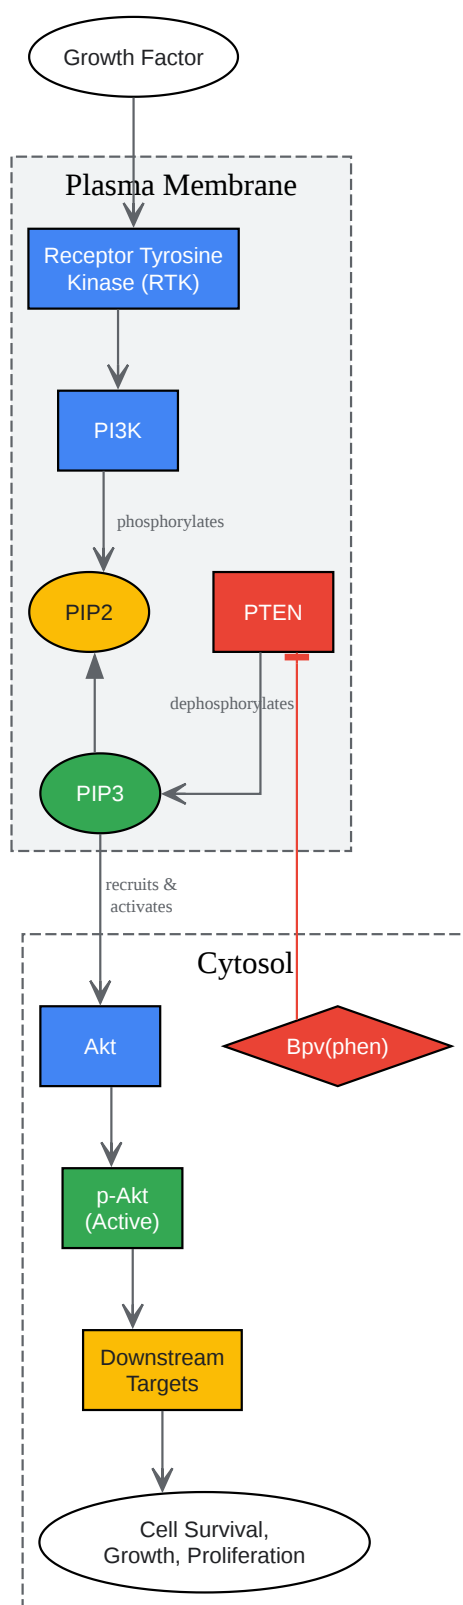 Growth Factor
Plasma Membrane
Receptor Tyrosine
Kinase (RTK)
PI3K
phosphorylates
PIP2
PTEN
dephosphorylates
PIP3
recruits &
activates
Cytosol
Akt
Bpv(phen)
p-Akt
(Active)
Downstream
Targets
Cell Survival,
Growth, Proliferation